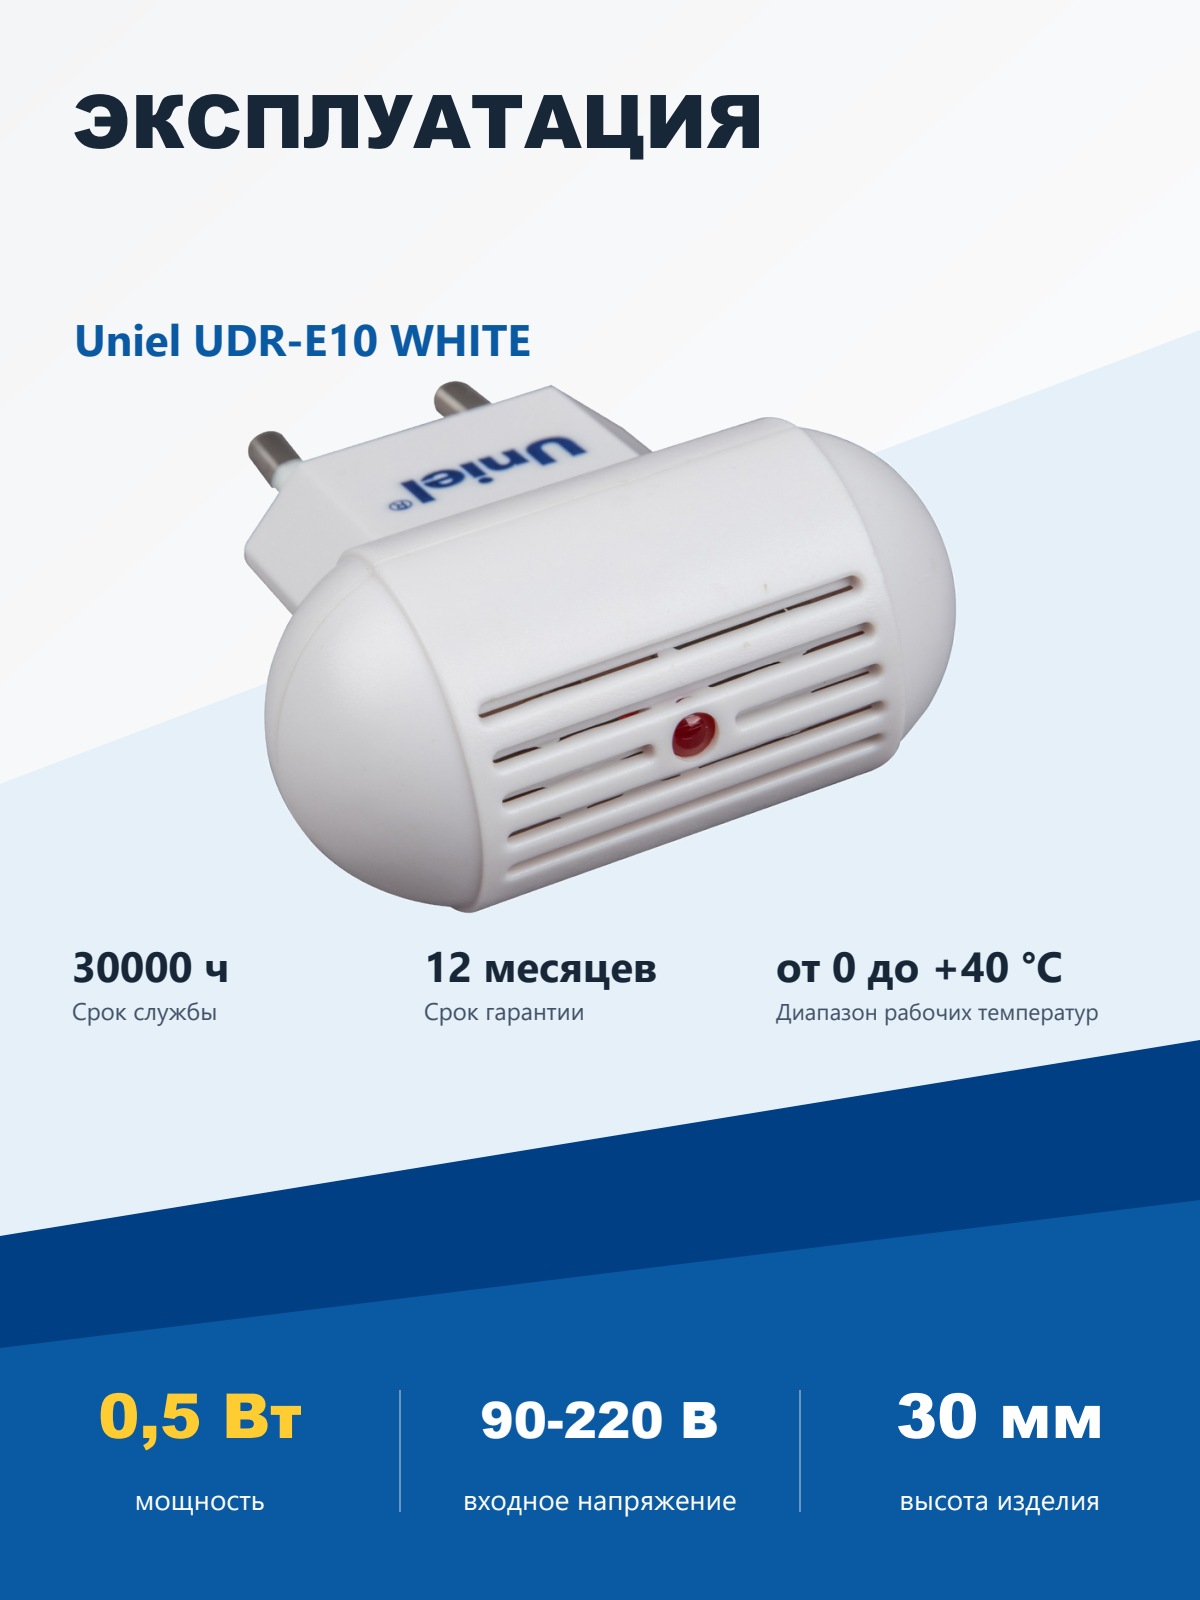 ЭКСПЛУАТАЦИЯ
Uniel UDR-E10 WHITE
Uniel®
30000 ч
Срок службы
12 месяцев
Срок гарантии
от 0 до +40 °C
Диапазон рабочих температур
0,5 Вт
мощность
90-220 В
входное напряжение
30 мм
высота изделия